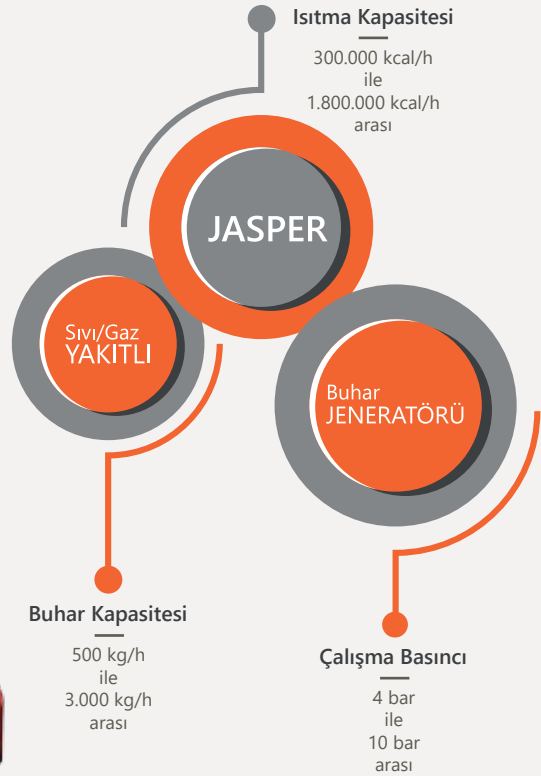 Isıtma Kapasitesi
300.000 kcal/h
ile
1.800.000 kcal/h
arası
JASPER
Sıvı/Gaz
YAKITLI
Buhar
JENERATÖRÜ
Buhar Kapasitesi
500 kg/h
ile
3.000 kg/h
arası
Çalışma Basıncı
4 bar
ile
10 bar
arası